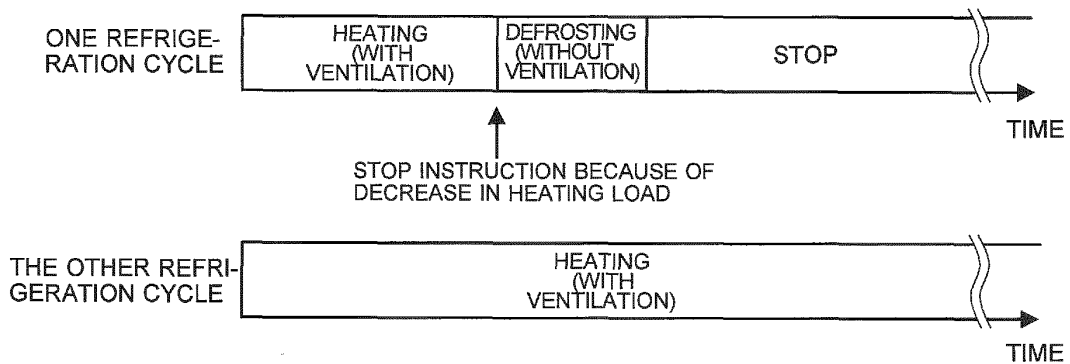 ONE REFRIGE-
RATION CYCLE
HEATING
(WITH
VENTILATION)
DEFROSTING
(WITHOUT
VENTILATION)
STOP
TIME
STOP INSTRUCTION BECAUSE OF
DECREASE IN HEATING LOAD
THE OTHER REFRI-
GERATION CYCLE
HEATING
(WITH
VENTILATION)
TIME